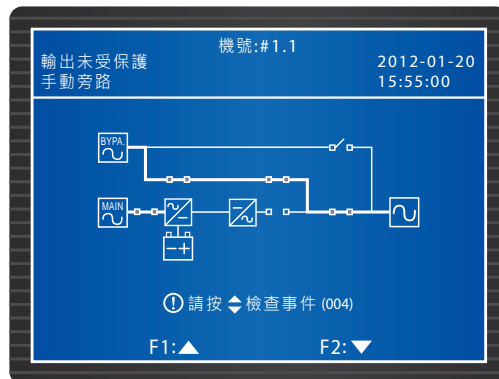 機號:#1.1
輸出未受保護
手動旁路
2012-01-20
15:55:00
BYPA.
MAIN
請按檢查事件 (004)
F1:
F2: